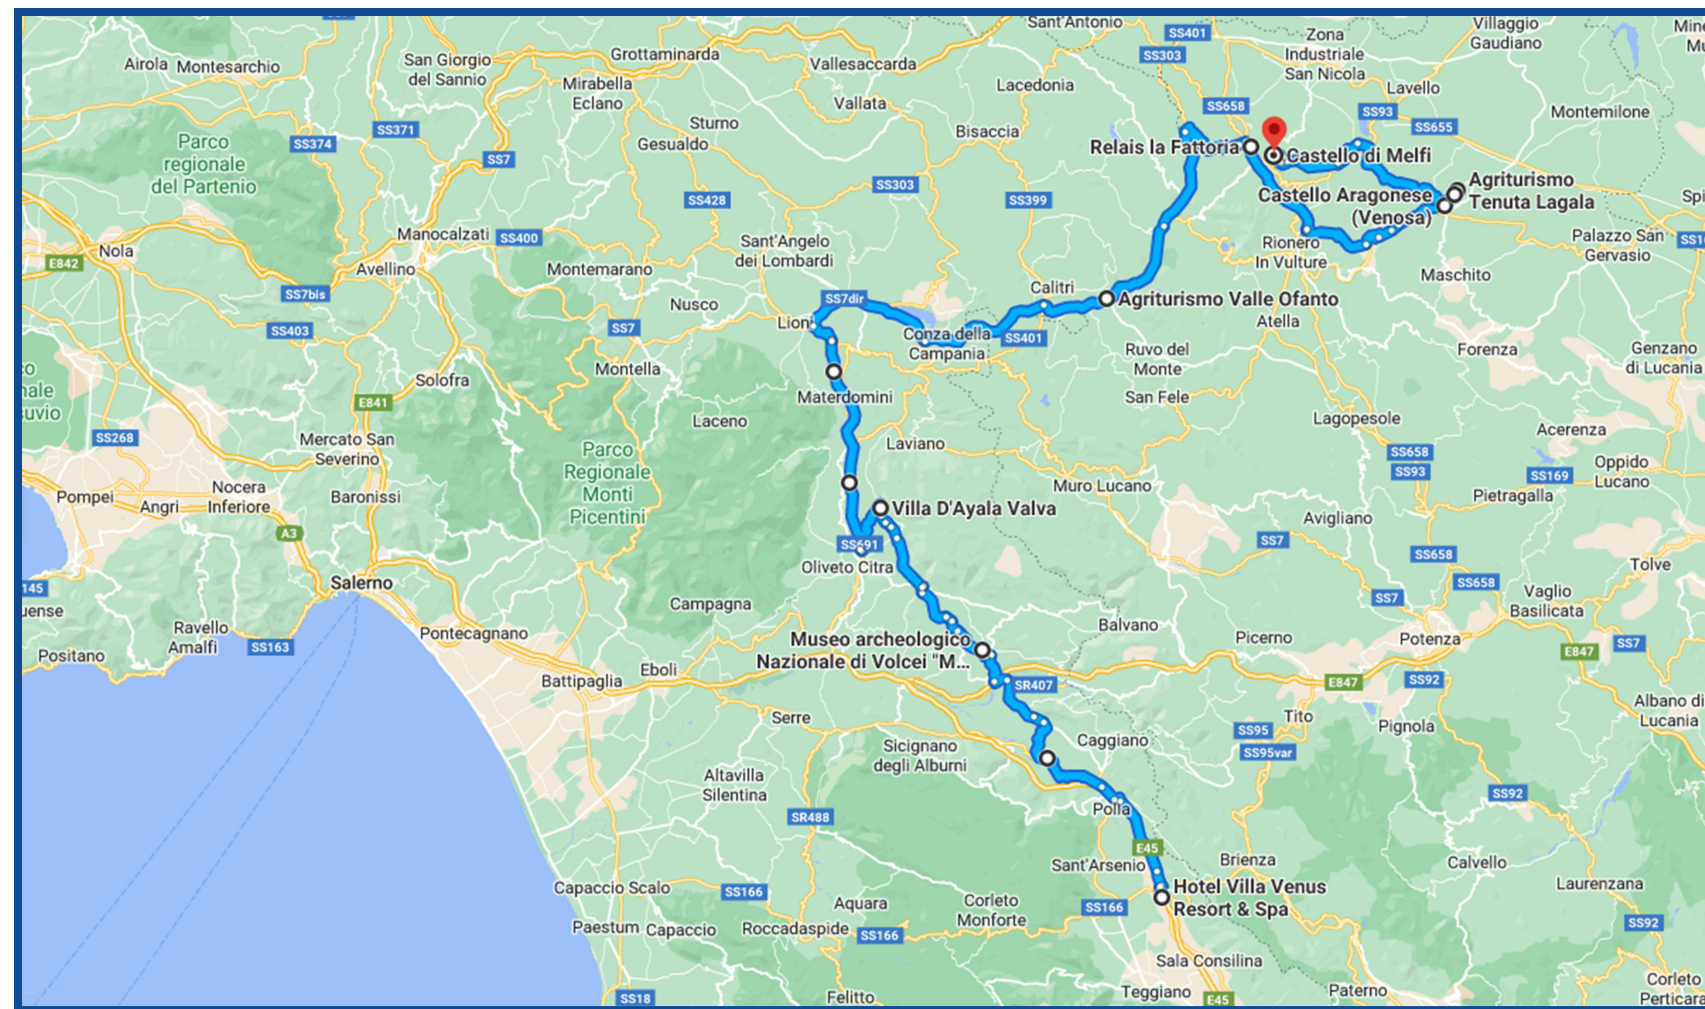 Sant'Antonio
SS401
SS303
Villaggio
Gaudiano
Zona
Industriale
San Nicola
Airola
Montesarchio
San Giorgio
del Sannio
Grottaminarda
Vallesaccarda
Mirabella
Eclano
Lacedonia
Lavello
Vallata
SS658
SS93
Montemilone
SS374
SS371
Sturno
Bisaccia
SS655
Parco
regionale
del Partenio
SS7
Gesualdo
Relais la Fattoria
Castello di Melfi
SS303
SS428
SS399
Castello Aragonese
(Venosa)
Agriturismo
Tenuta Lagala
Manocalzati
SS400
Sant'Angelo
dei Lombardi
Rionero
In Vulture
Palazzo San
Gervasio
Nola
E842
Avellino
Montemarano
Maschito
SS7bis
Nusco
SS7dir
Calitri
Agriturismo Valle Ofanto
SS403
SS7
Lioni
Conza della
Campania
SS401
Atella
Ruvo del
Monte
Forenza
Genzano
di Lucania
Solofra
Montella
Materdomini
San Fele
E841
Laceno
Lagopesole
SS268
Mercato San
Severino
Parco
Regionale
Monti
Picentini
Laviano
Acerenza
SS658
SS93
SS169
Oppido
Lucano
Pompei
Angri
Nocera
Inferiore
Baronissi
Muro Lucano
Pietragalla
Villa D'Ayala Valva
Avigliano
A3
SS691
SS7
SS658
Oliveto Citra
Tolve
145
Salerno
SS658
SS7
Vaglio
Basilicata
Campagna
Ravello
Amalfi
SS163
Positano
Pontecagnano
Balvano
Picerno
Potenza
SS7
Museo archeologico
Nazionale di Volcei "M...
E847
Eboli
Battipaglia
SR407
E847
SS92
Serre
Tito
Pignola
Albano di
Lucania
SS95
SS95var
Sicignano
degli Alburni
Caggiano
Altavilla
Silentina
SS92
SR488
Polla
E45
Sant'Arsenio
Brienza
Calvello
Capaccio Scalo
SS166
Hotel Villa Venus
Resort & Spa
Laurenzana
Aquara
Corleto
Monforte
SS166
SS92
Paestum
Capaccio
Roccadaspide
SS166
Sala Consilina
SS18
Felitto
Teggiano
E45
Paterno
Corleto